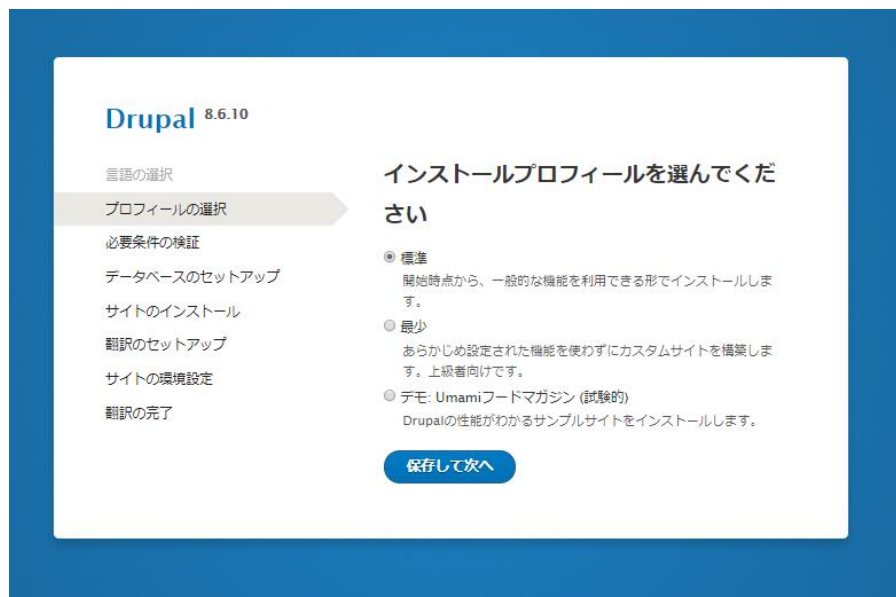 Drupal 8.6.10
言語の選択
プロフィールの選択
必要条件の検証
データベースのセットアップ
サイトのインストール
翻訳のセットアップ
サイトの環境設定
翻訳の完了
インストールプロフィールを選んでくだ
さい
標準
開始時点から、一般的な機能を利用できる形でインストールしま
す。
最少
あらかじめ設定された機能を使わずにカスタムサイトを構築しま
す。上級者向けです。
デモ: Umamiフードマガジン (試験的)
Drupalの性能がわかるサンプルサイトをインストールします。
保存して次へ